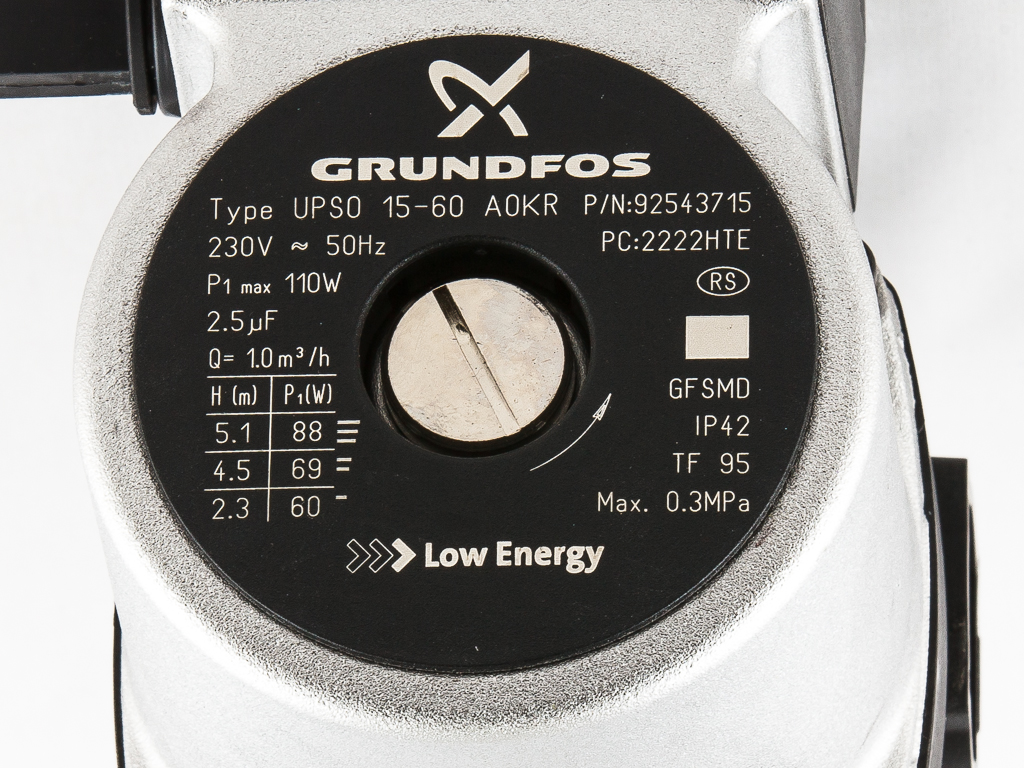 GRUNDFOS
Type UPSO 15-60 AOKR P/N:92543715
230V ≈ 50Hz PC:2222HTE
P1 max 110W
RS
2.5µF
Q= 1.0m³/h
H (m) P₁(W)
GFSMD
5.1 88
IP42
4.5 69
TF 95
2.3 60
Max. 0.3MPa
Low Energy